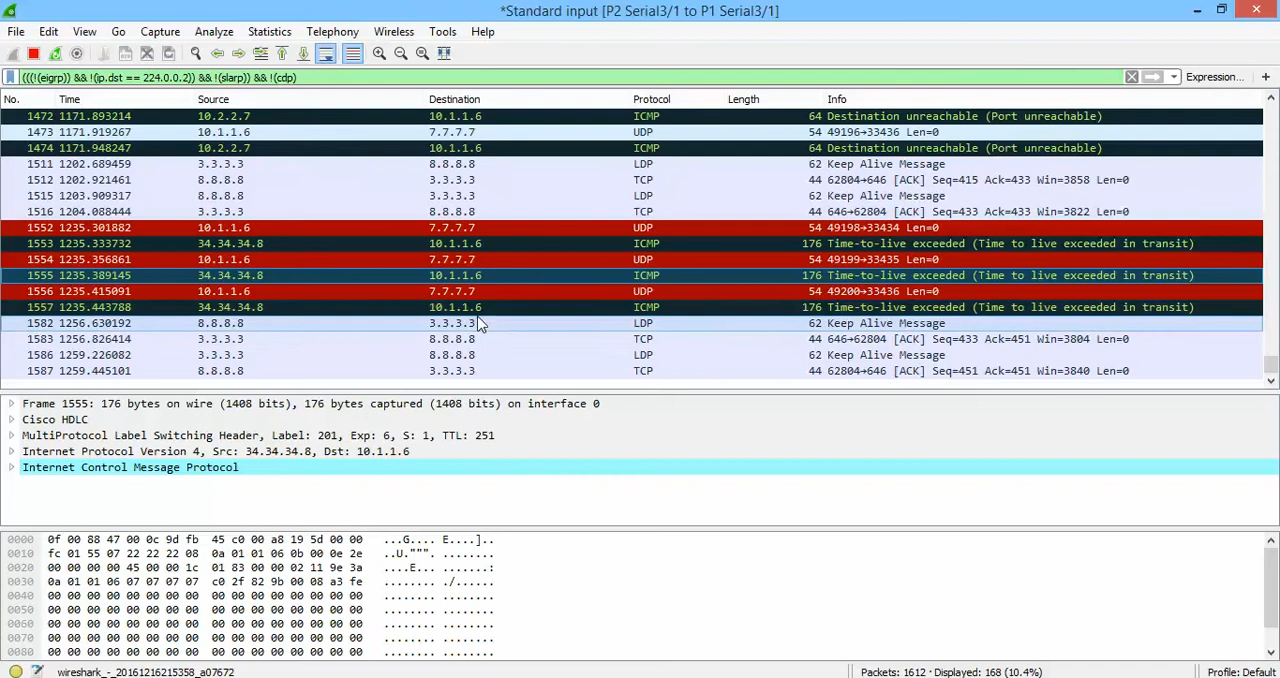 *Standard input [P2 Serial3/1 to P1 Serial3/1]
File Edit View Go Capture Analyze Statistics Telephony Wireless Tools Help
(((!(eigrp)) && !(ip.dst == 224.0.0.2)) && !(slarp)) && !(cdp) Expression... +
No. Time Source Destination Protocol Length Info
1472 1171.893214 10.2.2.7 10.1.1.6 ICMP 64 Destination unreachable (Port unreachable)
1473 1171.919267 10.1.1.6 7.7.7.7 UDP 54 49196→33436 Len=0
1474 1171.948247 10.2.2.7 10.1.1.6 ICMP 64 Destination unreachable (Port unreachable)
1511 1202.689459 3.3.3.3 8.8.8.8 LDP 62 Keep Alive Message
1512 1202.921461 8.8.8.8 3.3.3.3 TCP 44 62804→646 [ACK] Seq=415 Ack=433 Win=3858 Len=0
1515 1203.909317 8.8.8.8 3.3.3.3 LDP 62 Keep Alive Message
1516 1204.088444 3.3.3.3 8.8.8.8 TCP 44 646→62804 [ACK] Seq=433 Ack=433 Win=3822 Len=0
1552 1235.301882 10.1.1.6 7.7.7.7 UDP 54 49198→33434 Len=0
1553 1235.333732 34.34.34.8 10.1.1.6 ICMP 176 Time-to-live exceeded (Time to live exceeded in transit)
1554 1235.356861 10.1.1.6 7.7.7.7 UDP 54 49199→33435 Len=0
1555 1235.389145 34.34.34.8 10.1.1.6 ICMP 176 Time-to-live exceeded (Time to live exceeded in transit)
1556 1235.415091 10.1.1.6 7.7.7.7 UDP 54 49200→33436 Len=0
1557 1235.443788 34.34.34.8 10.1.1.6 ICMP 176 Time-to-live exceeded (Time to live exceeded in transit)
1582 1256.630192 8.8.8.8 3.3.3.3 LDP 62 Keep Alive Message
1583 1256.826414 3.3.3.3 8.8.8.8 TCP 44 646→62804 [ACK] Seq=433 Ack=451 Win=3804 Len=0
1586 1259.226082 3.3.3.3 8.8.8.8 LDP 62 Keep Alive Message
1587 1259.445101 8.8.8.8 3.3.3.3 TCP 44 62804→646 [ACK] Seq=451 Ack=451 Win=3840 Len=0
Frame 1555: 176 bytes on wire (1408 bits), 176 bytes captured (1408 bits) on interface 0
Cisco HDLC
MultiProtocol Label Switching Header, Label: 201, Exp: 6, S: 1, TTL: 251
Internet Protocol Version 4, Src: 34.34.34.8, Dst: 10.1.1.6
Internet Control Message Protocol
0000 0f 00 88 47 00 0c 9d fb 45 c0 00 a8 19 5d 00 00 ...G.... E....]..
0010 fc 01 55 07 22 22 22 08 0a 01 01 06 0b 00 0e 2e ..U.""". ........
0020 00 00 00 00 45 00 00 1c 01 83 00 00 02 11 9e 3a ....E... .......:
0030 0a 01 01 06 07 07 07 07 c0 2f 82 9b 00 08 a3 fe ........ ./......
0040 00 00 00 00 00 00 00 00 00 00 00 00 00 00 00 00 ........ ........
0050 00 00 00 00 00 00 00 00 00 00 00 00 00 00 00 00 ........ ........
0060 00 00 00 00 00 00 00 00 00 00 00 00 00 00 00 00 ........ ........
0070 00 00 00 00 00 00 00 00 00 00 00 00 00 00 00 00 ........ ........
0080 00 00 00 00 00 00 00 00 00 00 00 00 00 00 00 00 ........ ........
wireshark_-_20161216215358_a07672 Packets: 1612 · Displayed: 168 (10.4%) Profile: Default